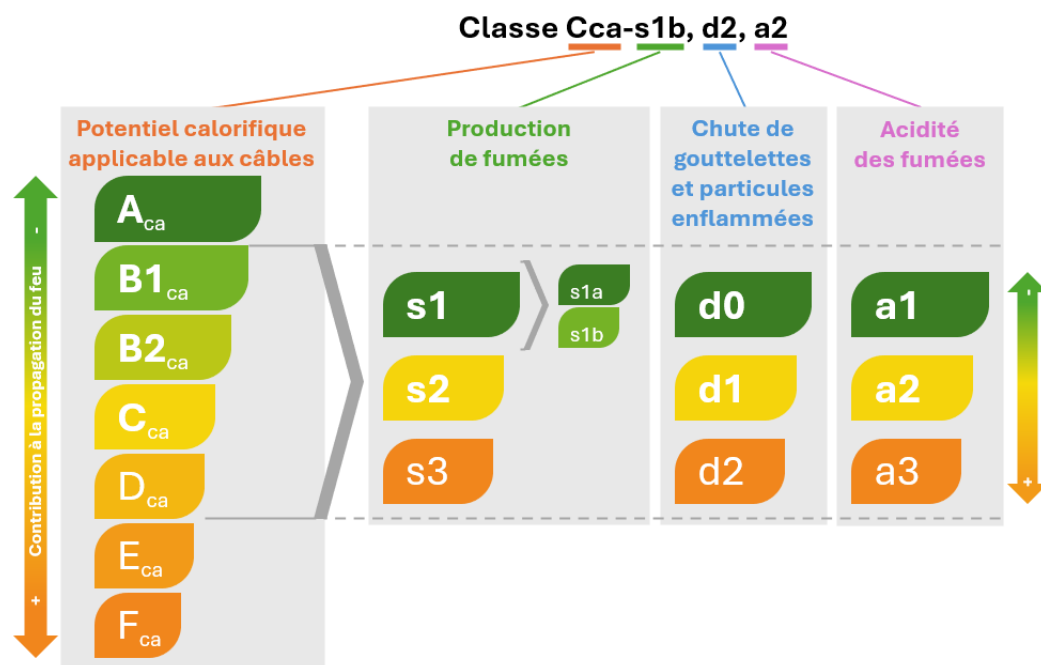 Classe Cca-s1b, d2, a2
Potentiel calorifique
applicable aux câbles
Production
de fumées
Chute de
gouttelettes
et particules
enflammées
Acidité
des fumées
- Contribution à la propagation du feu +
Aca
B1ca
B2ca
Cca
Dca
Eca
Fca
s1
s1a
s1b
s2
s3
d0
d1
d2
a1
a2
a3
-
+